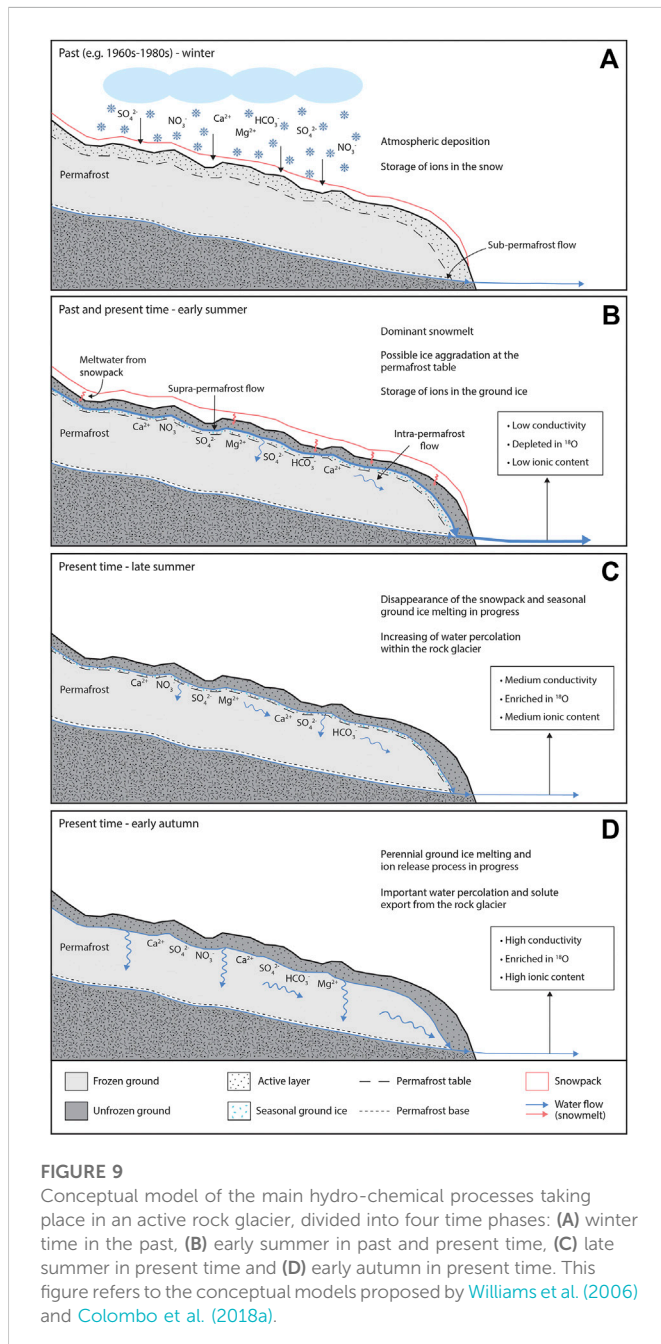 Past (e.g. 1960s-1980s) - winter
A
SO₄²⁻
NO₃⁻
Ca²⁺
HCO₃⁻
Mg²⁺
SO₄²⁻
NO₃⁻
Atmospheric deposition
Storage of ions in the snow
Permafrost
Sub-permafrost flow
Past and present time - early summer
B
Dominant snowmelt
Meltwater from
snowpack
Possible ice aggradation at the
permafrost table
Supra-permafrost flow
Storage of ions in the ground ice
Permafrost
Ca²⁺
NO₃⁻
SO₄²⁻
Mg²⁺
SO₄²⁻
HCO₃⁻
Ca²⁺
Intra-permafrost
flow
• Low conductivity
• Depleted in ¹⁸O
• Low ionic content
Present time - late summer
C
Disappearance of the snowpack and seasonal
ground ice melting in progress
Increasing of water percolation
within the rock glacier
Permafrost
Ca²⁺
NO₃⁻
SO₄²⁻
Mg²⁺
Ca²⁺
SO₄²⁻
HCO₃⁻
• Medium conductivity
• Enriched in ¹⁸O
• Medium ionic content
Present time - early autumn
D
Perennial ground ice melting and
ion release process in progress
Important water percolation and solute
export from the rock glacier
Permafrost
Ca²⁺
SO₄²⁻
NO₃⁻
Ca²⁺
SO₄²⁻
HCO₃⁻
Mg²⁺
• High conductivity
• Enriched in ¹⁸O
• High ionic content
Frozen ground
Active layer
Permafrost table
Snowpack
Unfrozen ground
Seasonal ground ice
Permafrost base
Water flow
(snowmelt)
FIGURE 9
Conceptual model of the main hydro-chemical processes taking
place in an active rock glacier, divided into four time phases: (A) winter
time in the past, (B) early summer in past and present time, (C) late
summer in present time and (D) early autumn in present time. This
figure refers to the conceptual models proposed by Williams et al. (2006)
and Colombo et al. (2018a).